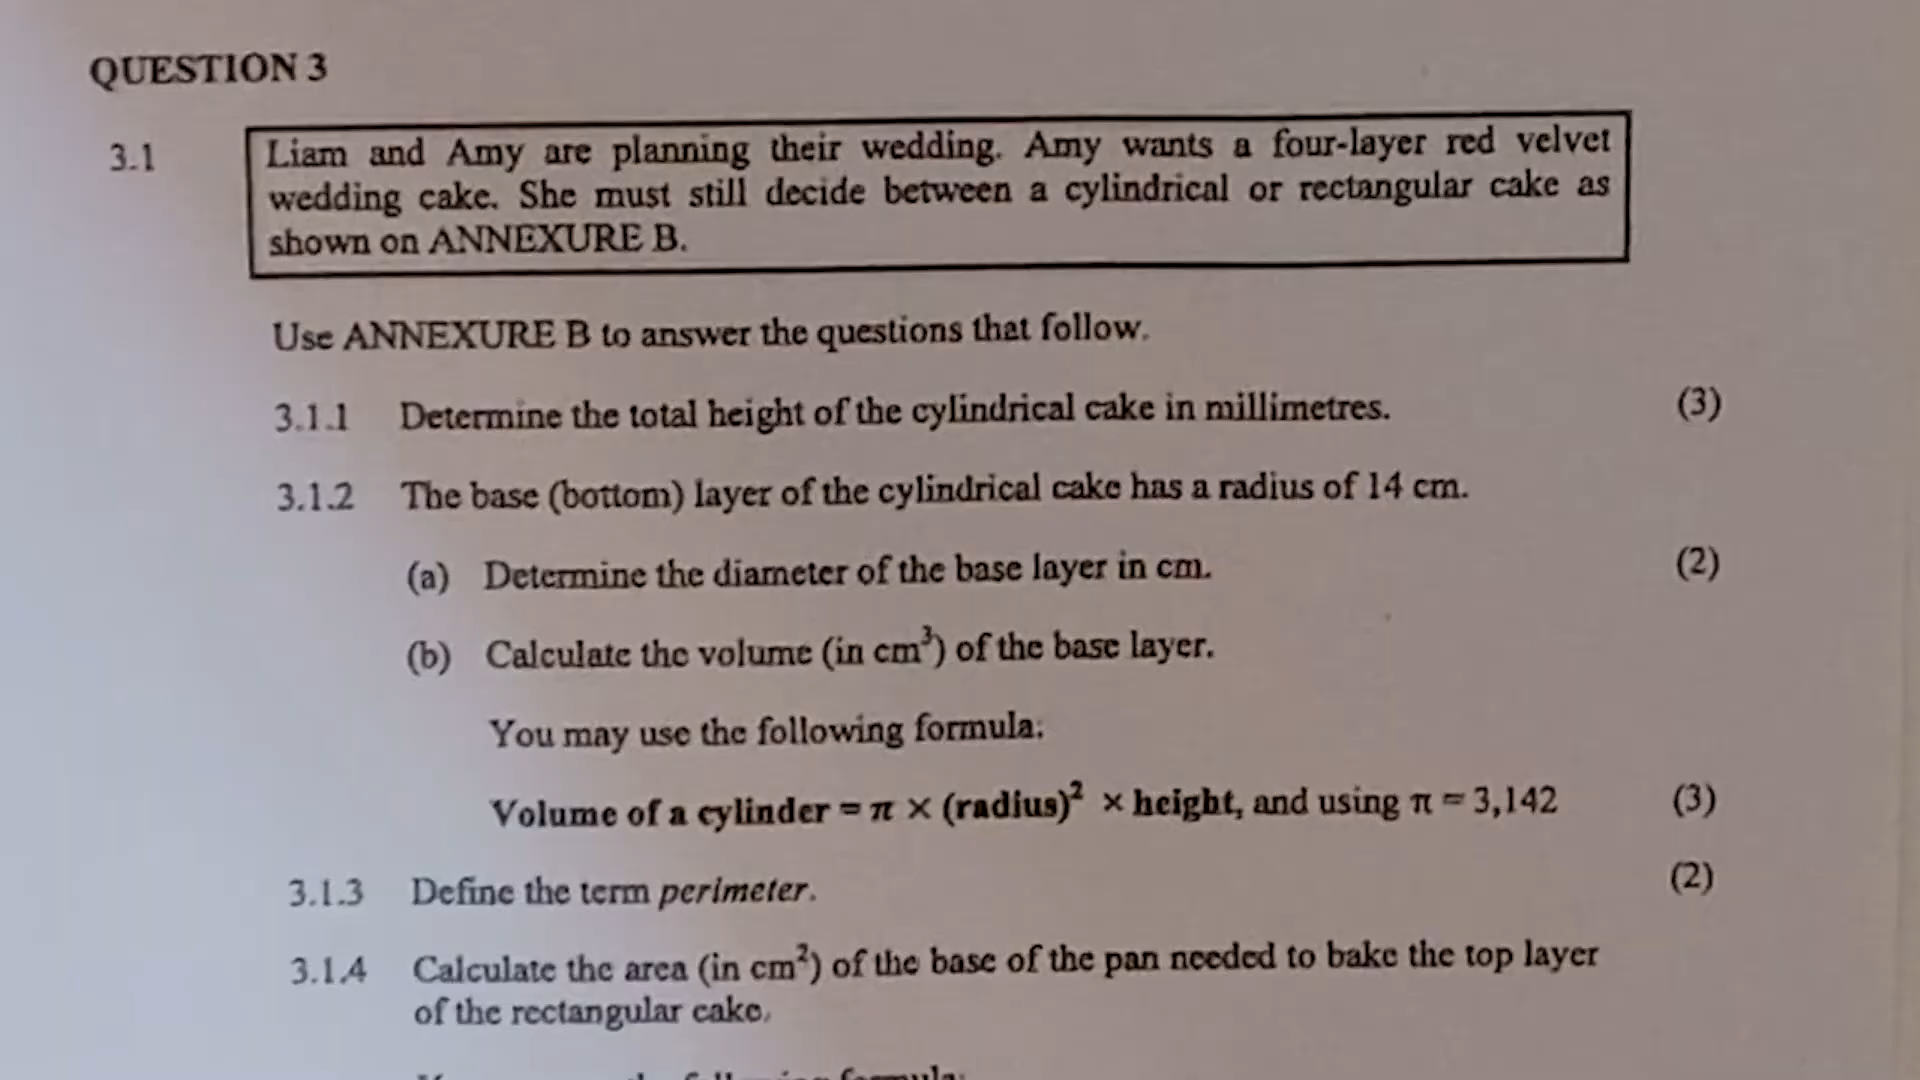 QUESTION 3
3.1 Liam and Amy are planning their wedding. Amy wants a four-layer red velvet
wedding cake. She must still decide between a cylindrical or rectangular cake as
shown on ANNEXURE B.
Use ANNEXURE B to answer the questions that follow.
3.1.1 Determine the total height of the cylindrical cake in millimetres. (3)
3.1.2 The base (bottom) layer of the cylindrical cake has a radius of 14 cm.
(a) Determine the diameter of the base layer in cm. (2)
(b) Calculate the volume (in cm³) of the base layer.
You may use the following formula:
Volume of a cylinder = π × (radius)² × height, and using π = 3,142 (3)
3.1.3 Define the term perimeter. (2)
3.1.4 Calculate the area (in cm²) of the base of the pan needed to bake the top layer
of the rectangular cake.